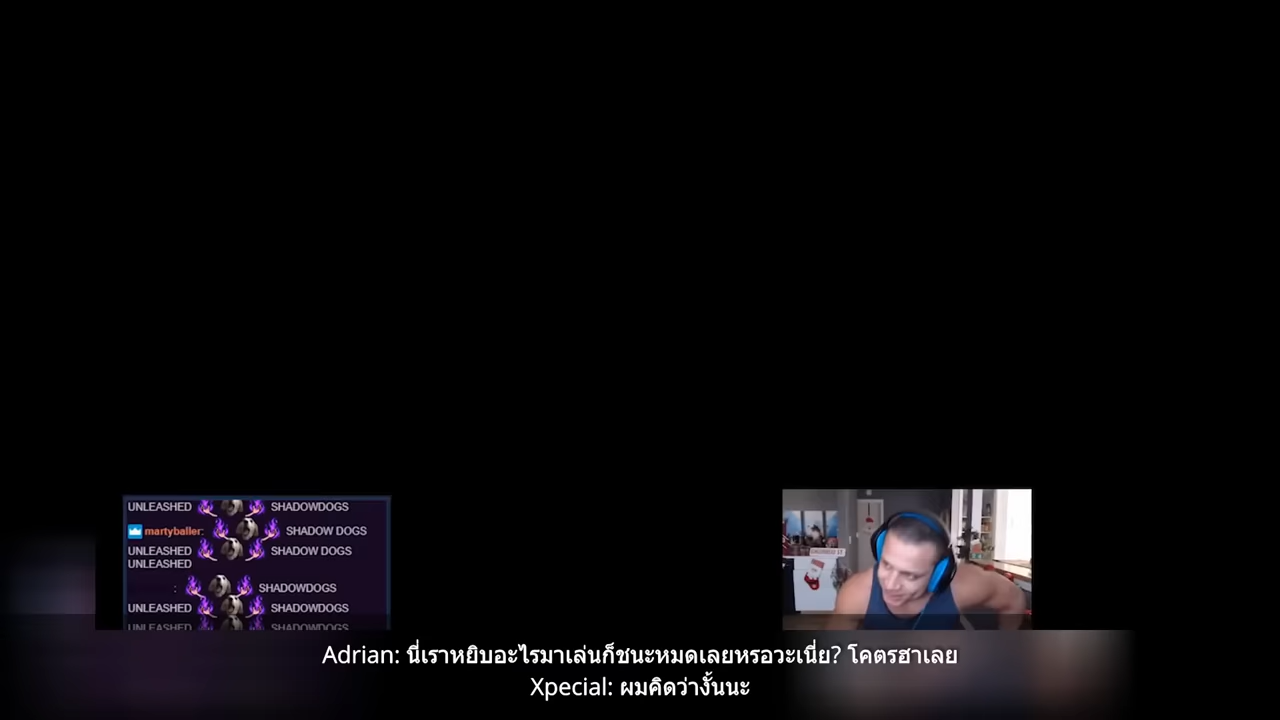 UNLEASHED SHADOWDOGS
martyballer: SHADOW DOGS
UNLEASHED SHADOW DOGS
UNLEASHED
: SHADOWDOGS
UNLEASHED SHADOWDOGS
UNLEASHED SHADOWDOGS
Adrian: นี่เราหยิบอะไรมาเล่นก็ชนะหมดเลยหรอวะเนี่ย? โคตรฮาเลย
Xpecial: ผมคิดว่างั้นนะ